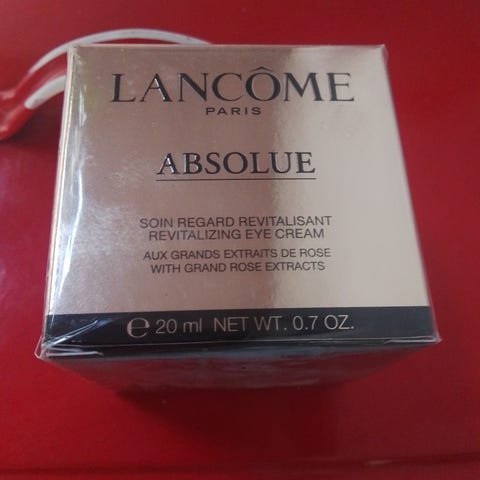 LANCÔME
PARIS
ABSOLUE
SOIN REGARD REVITALISANT
REVITALIZING EYE CREAM
AUX GRANDS EXTRAITS DE ROSE
WITH GRAND ROSE EXTRACTS
℮ 20 ml NET WT. 0.7 OZ.